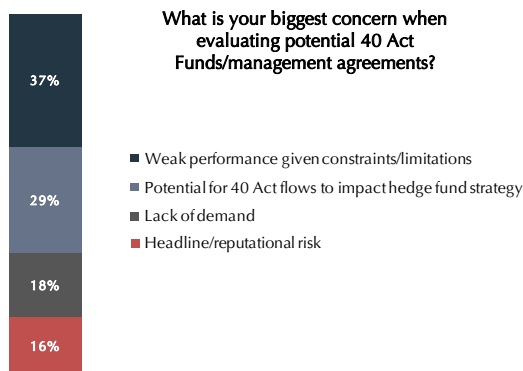 What is your biggest concern when
evaluating potential 40 Act
Funds/management agreements?
37%
29%
18%
16%
Weak performance given constraints/limitations
Potential for 40 Act flows to impact hedge fund strategy
Lack of demand
Headline/reputational risk